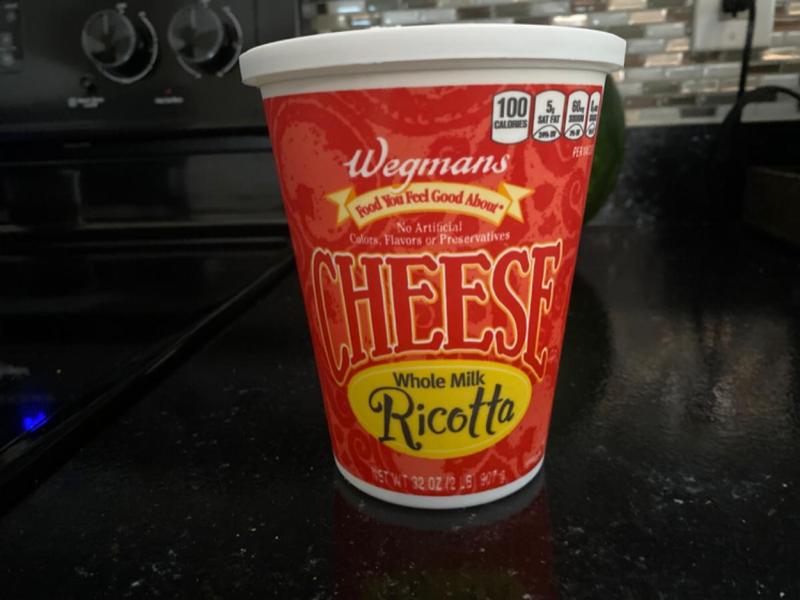 100
CALORIES
5g
SAT FAT
60mg
SODIUM
PER
Wegmans
Food You Feel Good About
No Artificial
Colors, Flavors or Preservatives
CHEESE
Whole Milk
Ricotta
NET WT 32 OZ (2 LB) 907 g